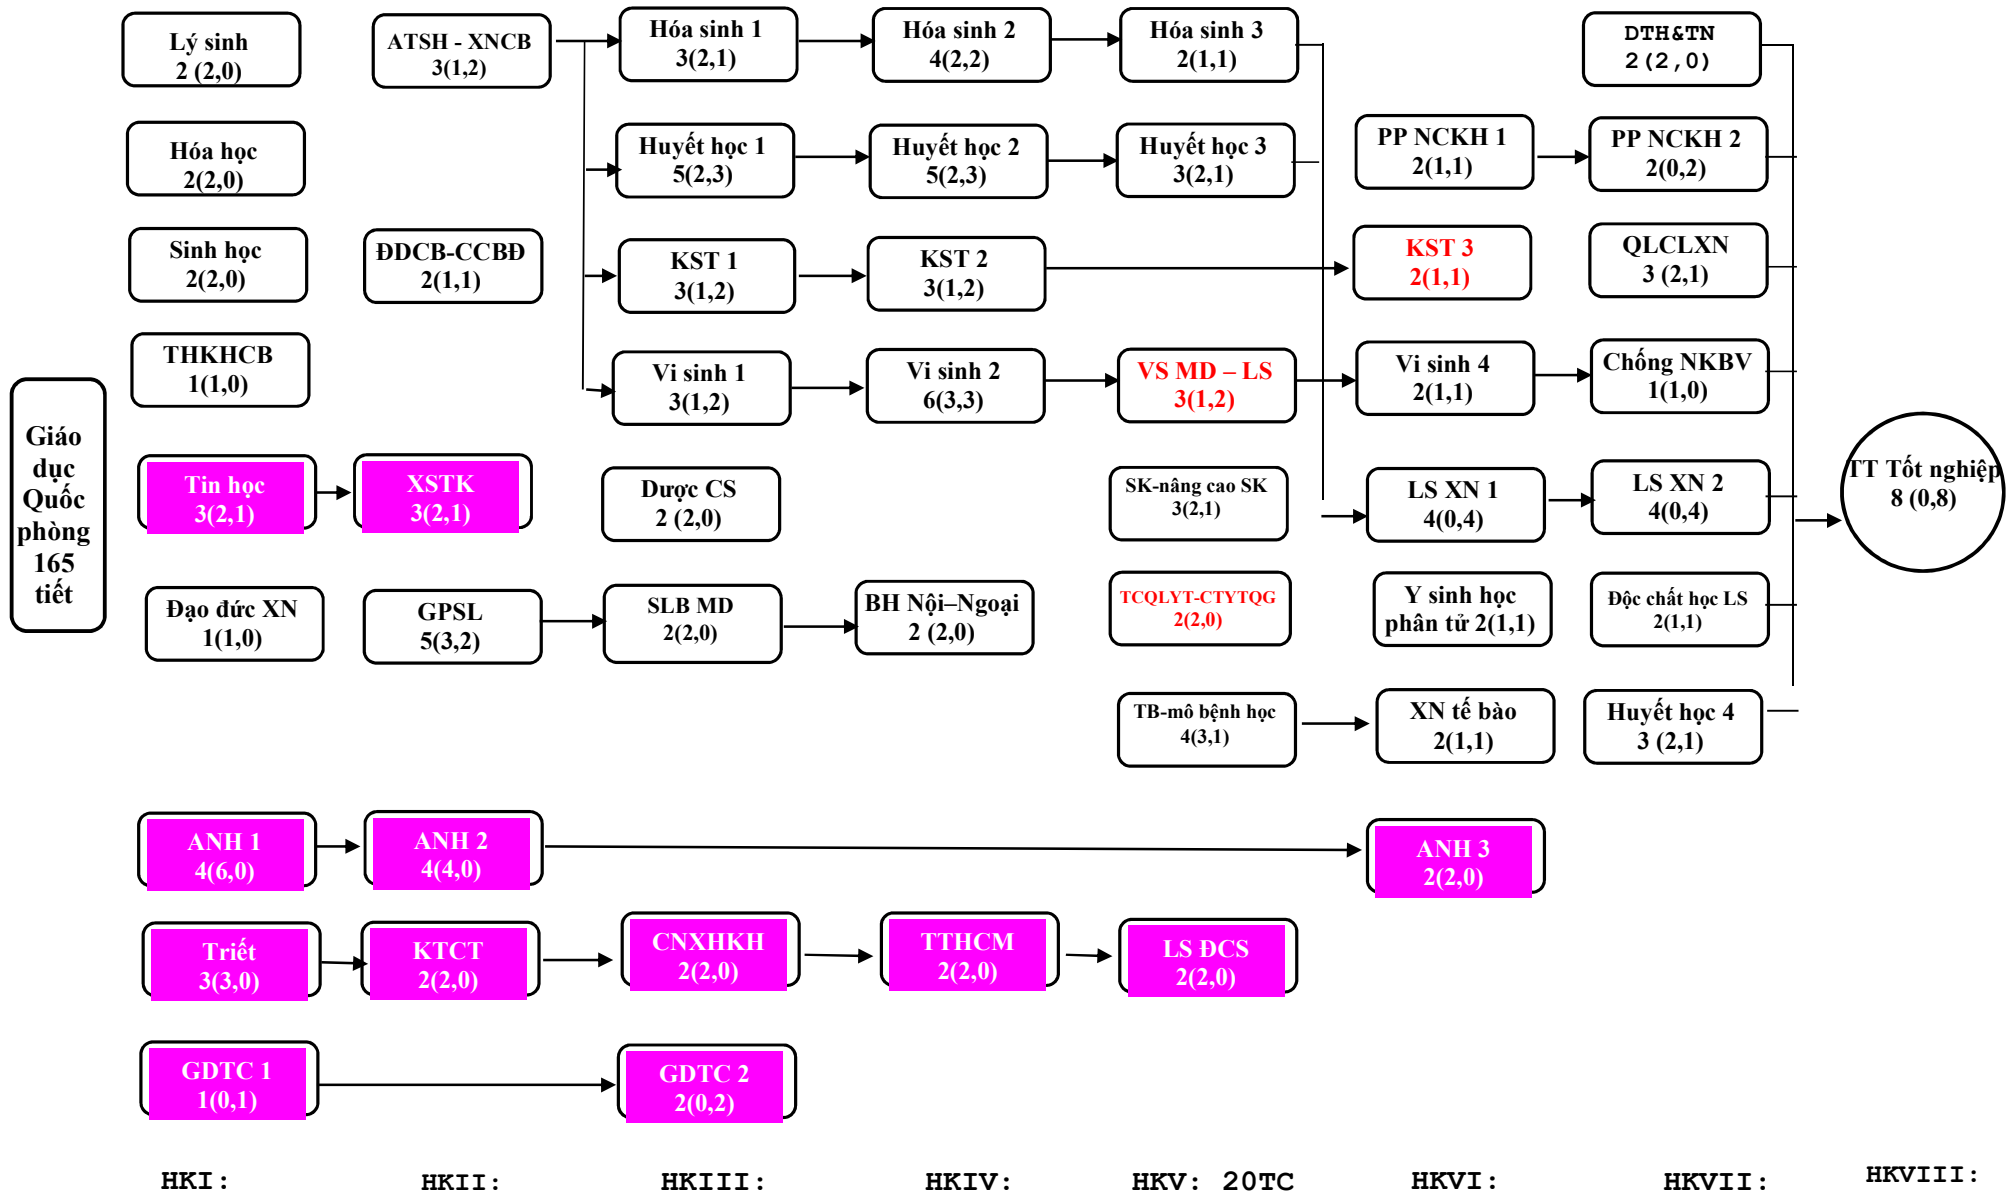 Giáo
dục
Quốc
phòng
165
tiết
Lý sinh
2 (2,0)
Hóa học
2(2,0)
Sinh học
2(2,0)
THKHCB
1(1,0)
Tin học
3(2,1)
Đạo đức XN
1(1,0)
ANH 1
4(6,0)
Triết
3(3,0)
GDTC 1
1(0,1)
HKI:
ATSH - XNCB
3(1,2)
ĐDCB-CCBĐ
2(1,1)
XSTK
3(2,1)
GPSL
5(3,2)
ANH 2
4(4,0)
KTCT
2(2,0)
HKII:
Hóa sinh 1
3(2,1)
Huyết học 1
5(2,3)
KST 1
3(1,2)
Vi sinh 1
3(1,2)
Dược CS
2 (2,0)
SLB MD
2(2,0)
CNXHKH
2(2,0)
GDTC 2
2(0,2)
HKIII:
Hóa sinh 2
4(2,2)
Huyết học 2
5(2,3)
KST 2
3(1,2)
Vi sinh 2
6(3,3)
BH Nội–Ngoại
2 (2,0)
TTHCM
2(2,0)
HKIV:
Hóa sinh 3
2(1,1)
Huyết học 3
3(2,1)
VS MD – LS
3(1,2)
SK-nâng cao SK
3(2,1)
TCQLYT-CTYTQG
2(2,0)
TB-mô bệnh học
4(3,1)
LS ĐCS
2(2,0)
HKV: 20TC
PP NCKH 1
2(1,1)
KST 3
2(1,1)
Vi sinh 4
2(1,1)
LS XN 1
4(0,4)
Y sinh học
phân tử 2(1,1)
XN tế bào
2(1,1)
ANH 3
2(2,0)
HKVI:
DTH&TN
2(2,0)
PP NCKH 2
2(0,2)
QLCLXN
3 (2,1)
Chống NKBV
1(1,0)
LS XN 2
4(0,4)
Độc chất học LS
2(1,1)
Huyết học 4
3 (2,1)
HKVII:
TT Tốt nghiệp
8 (0,8)
HKVIII: